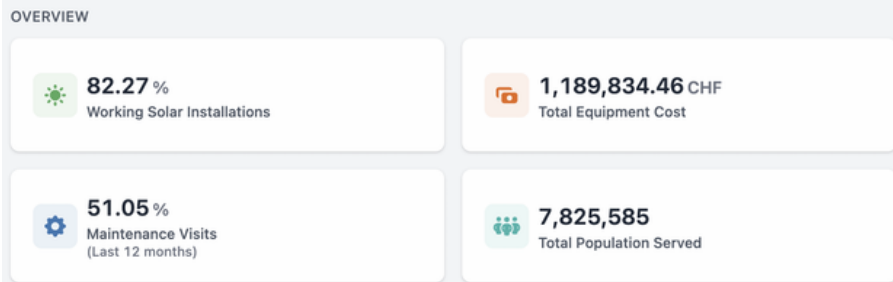 OVERVIEW
82.27 %
Working Solar Installations
1,189,834.46 CHF
Total Equipment Cost
51.05 %
Maintenance Visits
(Last 12 months)
7,825,585
Total Population Served